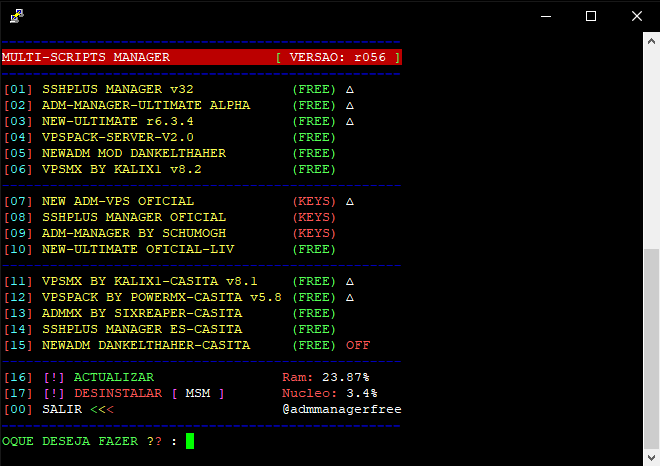 MULTI-SCRIPTS MANAGER [ VERSAO: r056 ]
[01] SSHPLUS MANAGER v32 (FREE) ∆
[02] ADM-MANAGER-ULTIMATE ALPHA (FREE) ∆
[03] NEW-ULTIMATE r6.3.4 (FREE) ∆
[04] VPSPACK-SERVER-V2.0 (FREE)
[05] NEWADM MOD DANKELTHAHER (FREE)
[06] VPSMX BY KALIX1 v8.2 (FREE)
[07] NEW ADM-VPS OFICIAL (KEYS) ∆
[08] SSHPLUS MANAGER OFICIAL (KEYS)
[09] ADM-MANAGER BY SCHUMOGH (KEYS)
[10] NEW-ULTIMATE OFICIAL-LIV (FREE)
[11] VPSMX BY KALIX1-CASITA v8.1 (FREE) ∆
[12] VPSPACK BY POWERMX-CASITA v5.8 (FREE) ∆
[13] ADMMX BY SIXREAPER-CASITA (FREE)
[14] SSHPLUS MANAGER ES-CASITA (FREE)
[15] NEWADM DANKELTHAHER-CASITA (FREE) OFF
[16] [!] ACTUALIZAR Ram: 23.87%
[17] [!] DESINSTALAR [ MSM ] Nucleo: 3.4%
[00] SALIR <<< @admmanagerfree
OQUE DESEJA FAZER ?? :